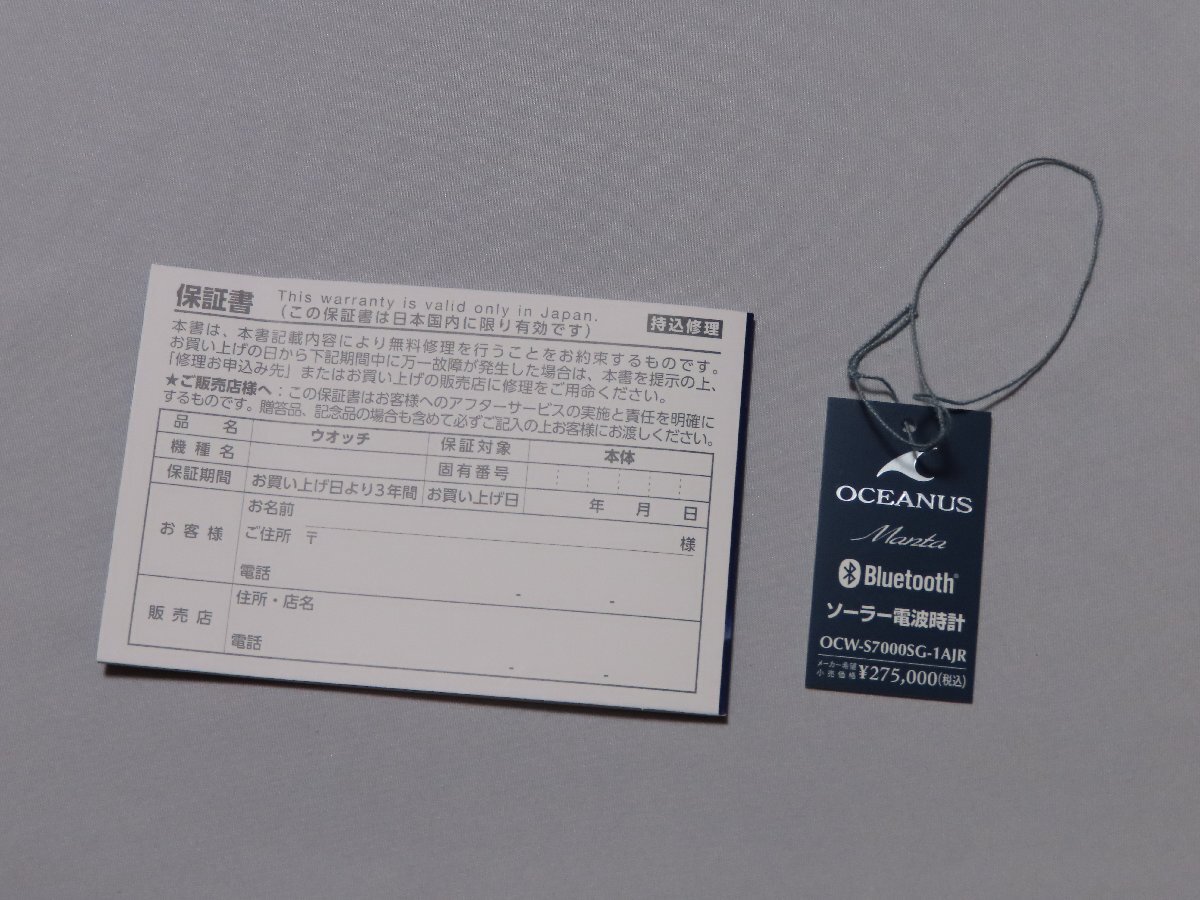 保証書
This warranty is valid only in Japan.
(この保証書は日本国内に限り有効です)
持込修理
本書は、本書記載内容により無料修理を行うことをお約束するものです。
お買い上げの日から下記期間中に万一故障が発生した場合は、本書を提示の上、
「修理お申込み先」またはお買い上げの販売店に修理をご用命ください。
★ご販売店様へ：この保証書はお客様へのアフターサービスの実施と責任を明確に
するものです。贈答品、記念品の場合も含めて必ずご記入の上お客様にお渡しください。
品名 ウオッチ 保証対象 本体
機種名 固有番号
保証期間 お買い上げ日より3年間 お買い上げ日 年 月 日
お客様 お名前 様
ご住所 〒
電話 - -
販売店 住所・店名
電話 - -
OCEANUS
Manta
Bluetooth®
ソーラー電波時計
OCW-S7000SG-1AJR
メーカー希望
小売価格 ¥275,000(税込)